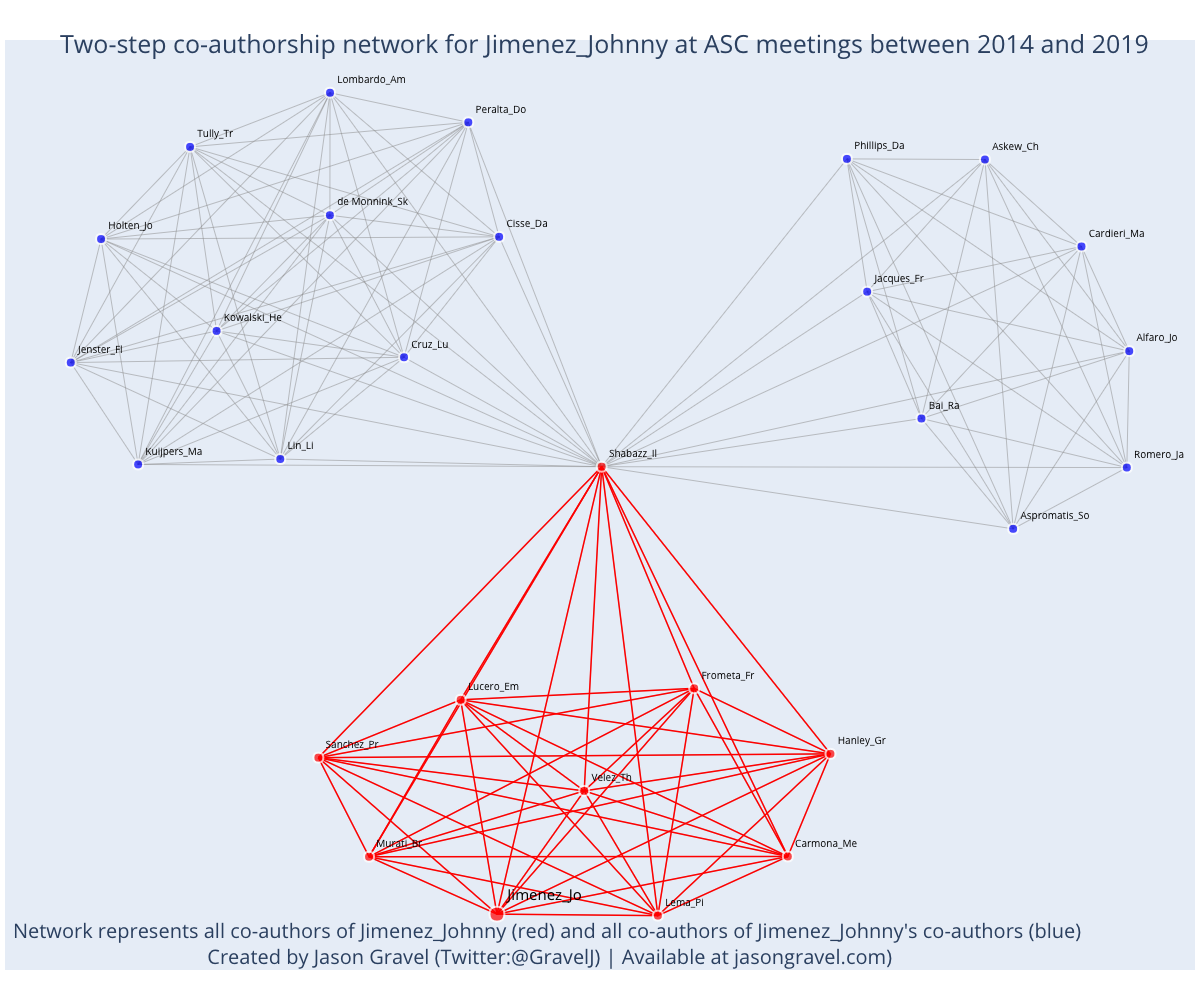 Two-step co-authorship network for Jimenez_Johnny at ASC meetings between 2014 and 2019
Lombardo_Am
Peralta_Do
Tully_Tr
Phillips_Da
Askew_Ch
de Monnink_Sk
Holten_Jo
Cisse_Da
Cardieri_Ma
Jacques_Fr
Kowalski_He
Alfaro_Jo
Cruz_Lu
Jenster_Fl
Bai_Ra
Lin_Li
Kuijpers_Ma
Shabazz_Il
Romero_Ja
Aspromatis_So
Frometa_Fr
Lucero_Em
Hanley_Gr
Sanchez_Pr
Velez_Th
Murati_Br
Carmona_Me
Jimenez_Jo
Lema_Pi
Network represents all co-authors of Jimenez_Johnny (red) and all co-authors of Jimenez_Johnny's co-authors (blue)
Created by Jason Gravel (Twitter:@GravelJ) | Available at jasongravel.com)